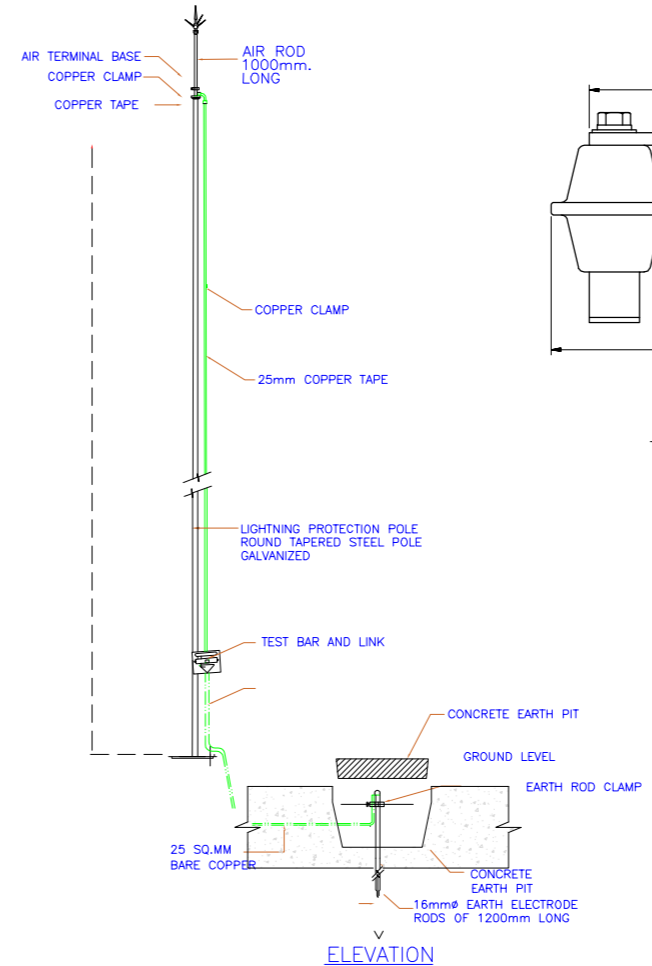 AIR TERMINAL BASE
COPPER CLAMP
COPPER TAPE
AIR ROD
1000mm.
LONG
COPPER CLAMP
25mm COPPER TAPE
LIGHTNING PROTECTION POLE
ROUND TAPERED STEEL POLE
GALVANIZED
TEST BAR AND LINK
CONCRETE EARTH PIT
GROUND LEVEL
EARTH ROD CLAMP
25 SQ.MM
BARE COPPER
CONCRETE
EARTH PIT
16mmø EARTH ELECTRODE
RODS OF 1200mm LONG
ELEVATION